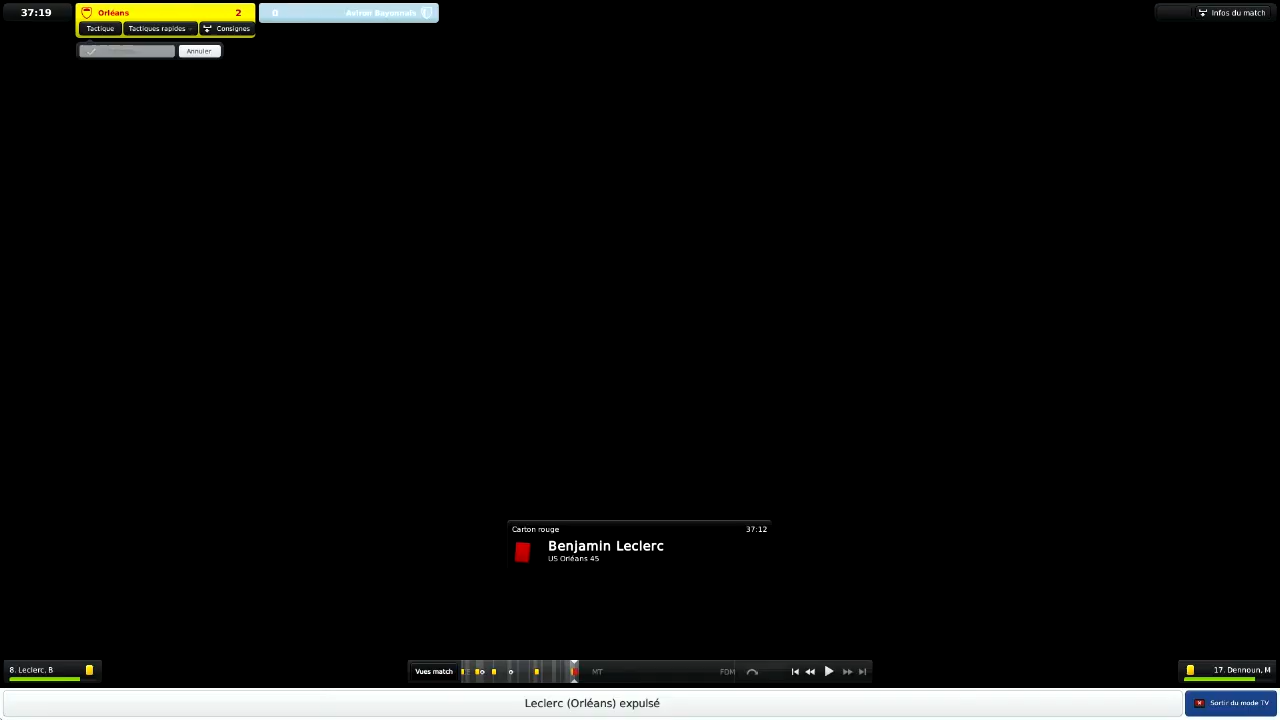 37:19
Orléans 2
0 Aviron Bayonnais
Infos du match
Tactique
Tactiques rapides
Consignes
Annuler
Carton rouge 37:12
Benjamin Leclerc
US Orléans 45
8. Leclerc, B
Vues match
MT
FDM
17. Dennoun, M
Leclerc (Orléans) expulsé
Sortir du mode TV